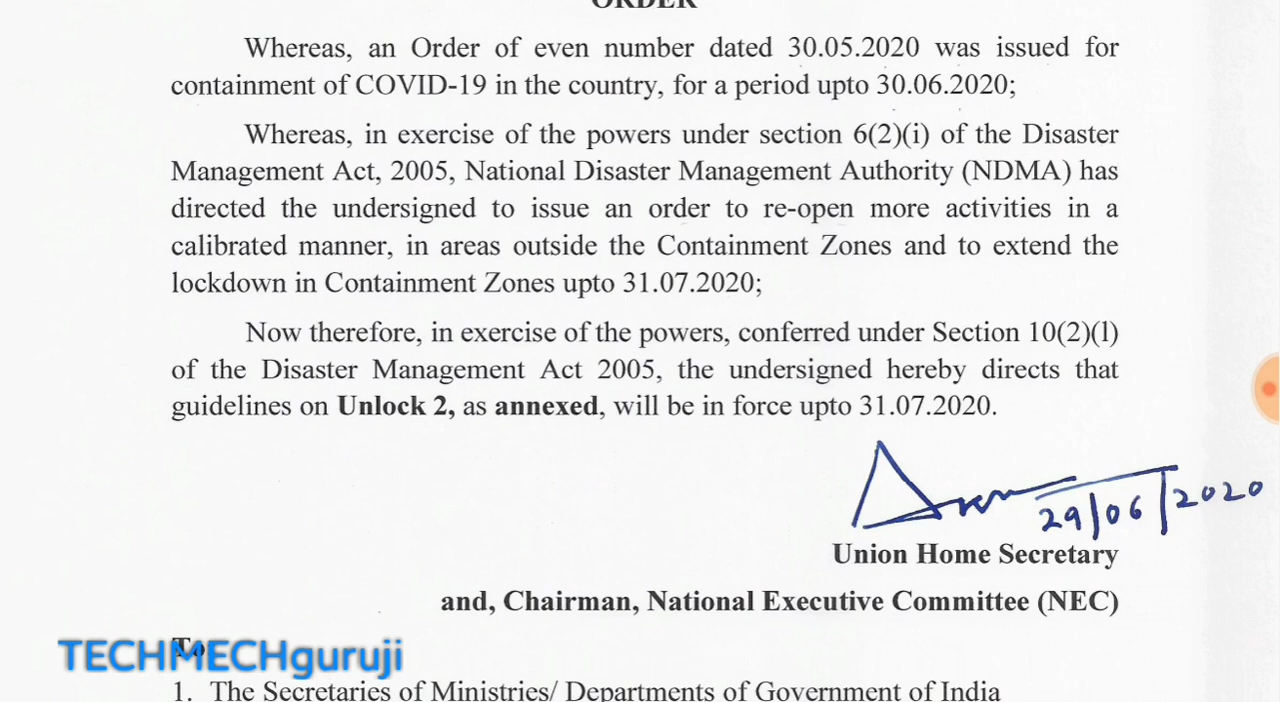 ORDER
Whereas, an Order of even number dated 30.05.2020 was issued for
containment of COVID-19 in the country, for a period upto 30.06.2020;
Whereas, in exercise of the powers under section 6(2)(i) of the Disaster
Management Act, 2005, National Disaster Management Authority (NDMA) has
directed the undersigned to issue an order to re-open more activities in a
calibrated manner, in areas outside the Containment Zones and to extend the
lockdown in Containment Zones upto 31.07.2020;
Now therefore, in exercise of the powers, conferred under Section 10(2)(l)
of the Disaster Management Act 2005, the undersigned hereby directs that
guidelines on Unlock 2, as annexed, will be in force upto 31.07.2020.
29/06/2020
Union Home Secretary
and, Chairman, National Executive Committee (NEC)
To
TECHMECHguruji
1. The Secretaries of Ministries/ Departments of Government of India